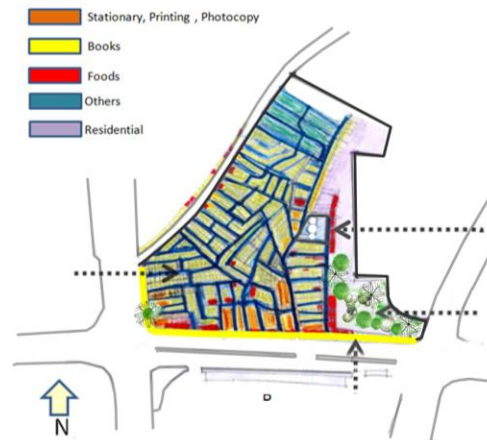 Stationary, Printing , Photocopy
Books
Foods
Others
Residential
N